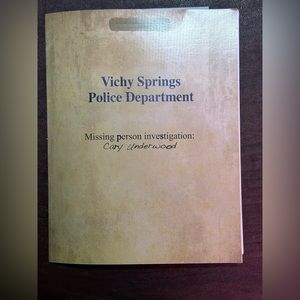 Vichy Springs
Police Department
Missing person investigation:
Cary Underwood